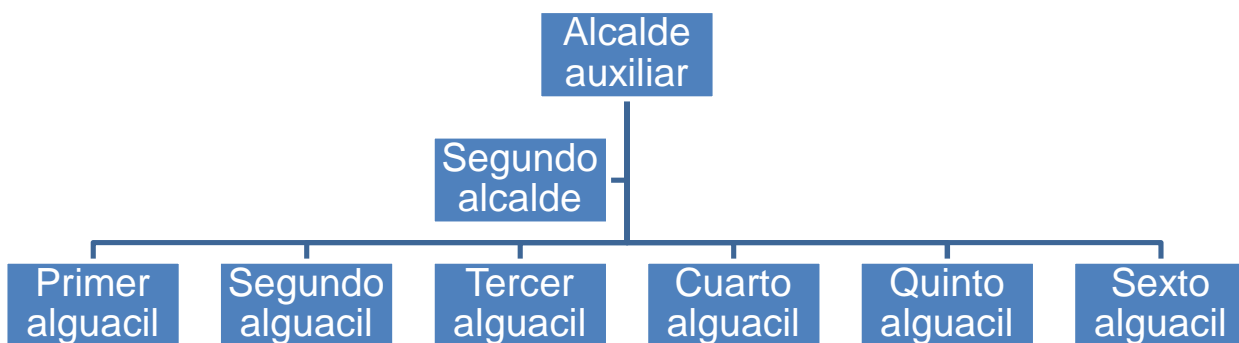 Alcalde
auxiliar
Segundo
alcalde
Primer
alguacil
Segundo
alguacil
Tercer
alguacil
Cuarto
alguacil
Quinto
alguacil
Sexto
alguacil